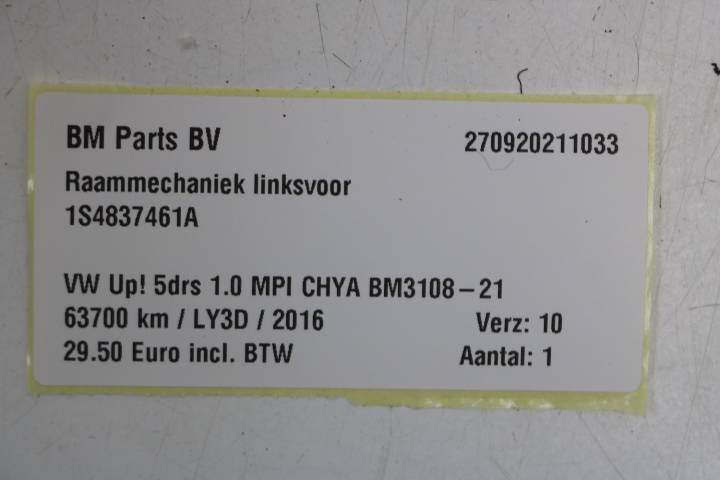 BM Parts BV 270920211033
Raammechaniek linksvoor
1S4837461A
VW Up! 5drs 1.0 MPI CHYA BM3108-21
63700 km / LY3D / 2016 Verz: 10
29.50 Euro incl. BTW Aantal: 1